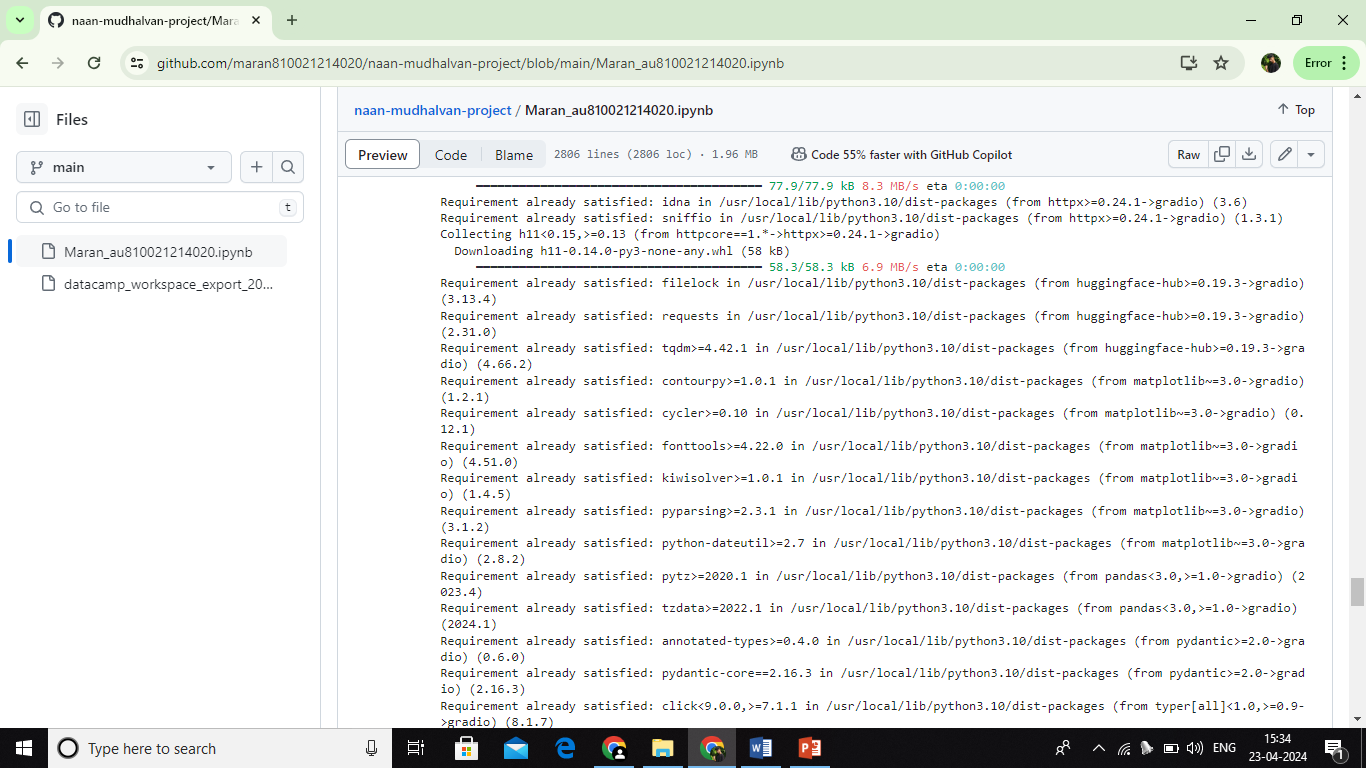 naan-mudhalvan-project/Mara
github.com/maran810021214020/naan-mudhalvan-project/blob/main/Maran_au810021214020.ipynb
Error
Files
main
Go to file
t
Maran_au810021214020.ipynb
datacamp_workspace_export_20...
naan-mudhalvan-project / Maran_au810021214020.ipynb
Top
Preview
Code
Blame
2806 lines (2806 loc) · 1.96 MB
Code 55% faster with GitHub Copilot
Raw
━━━━━━━━━━━━━━━━━━━━━━━━━━━━━━━━━━━━━━━━ 77.9/77.9 kB 8.3 MB/s eta 0:00:00
Requirement already satisfied: idna in /usr/local/lib/python3.10/dist-packages (from httpx>=0.24.1->gradio) (3.6)
Requirement already satisfied: sniffio in /usr/local/lib/python3.10/dist-packages (from httpx>=0.24.1->gradio) (1.3.1)
Collecting h11<0.15,>=0.13 (from httpcore==1.*->httpx>=0.24.1->gradio)
Downloading h11-0.14.0-py3-none-any.whl (58 kB)
━━━━━━━━━━━━━━━━━━━━━━━━━━━━━━━━━━━━━━━━ 58.3/58.3 kB 6.9 MB/s eta 0:00:00
Requirement already satisfied: filelock in /usr/local/lib/python3.10/dist-packages (from huggingface-hub>=0.19.3->gradio)
(3.13.4)
Requirement already satisfied: requests in /usr/local/lib/python3.10/dist-packages (from huggingface-hub>=0.19.3->gradio)
(2.31.0)
Requirement already satisfied: tqdm>=4.42.1 in /usr/local/lib/python3.10/dist-packages (from huggingface-hub>=0.19.3->gra
dio) (4.66.2)
Requirement already satisfied: contourpy>=1.0.1 in /usr/local/lib/python3.10/dist-packages (from matplotlib~=3.0->gradio)
(1.2.1)
Requirement already satisfied: cycler>=0.10 in /usr/local/lib/python3.10/dist-packages (from matplotlib~=3.0->gradio) (0.
12.1)
Requirement already satisfied: fonttools>=4.22.0 in /usr/local/lib/python3.10/dist-packages (from matplotlib~=3.0->gradi
o) (4.51.0)
Requirement already satisfied: kiwisolver>=1.0.1 in /usr/local/lib/python3.10/dist-packages (from matplotlib~=3.0->gradi
o) (1.4.5)
Requirement already satisfied: pyparsing>=2.3.1 in /usr/local/lib/python3.10/dist-packages (from matplotlib~=3.0->gradio)
(3.1.2)
Requirement already satisfied: python-dateutil>=2.7 in /usr/local/lib/python3.10/dist-packages (from matplotlib~=3.0->gra
dio) (2.8.2)
Requirement already satisfied: pytz>=2020.1 in /usr/local/lib/python3.10/dist-packages (from pandas<3.0,>=1.0->gradio) (2
023.4)
Requirement already satisfied: tzdata>=2022.1 in /usr/local/lib/python3.10/dist-packages (from pandas<3.0,>=1.0->gradio)
(2024.1)
Requirement already satisfied: annotated-types>=0.4.0 in /usr/local/lib/python3.10/dist-packages (from pydantic>=2.0->gra
dio) (0.6.0)
Requirement already satisfied: pydantic-core==2.16.3 in /usr/local/lib/python3.10/dist-packages (from pydantic>=2.0->grad
io) (2.16.3)
Requirement already satisfied: click<9.0.0,>=7.1.1 in /usr/local/lib/python3.10/dist-packages (from typer[all]<1.0,>=0.9-
>gradio) (8.1.7)
Type here to search
ENG
15:34
23-04-2024
1